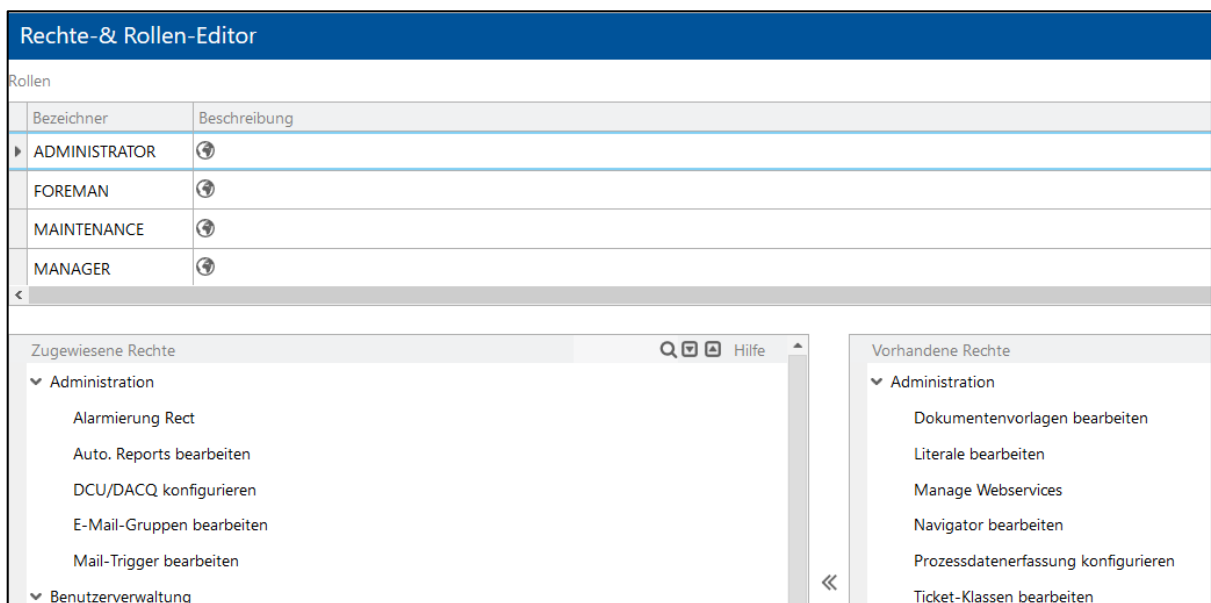 Rechte-& Rollen-Editor
Rollen
Bezeichner Beschreibung
ADMINISTRATOR
FOREMAN
MAINTENANCE
MANAGER
Zugewiesene Rechte Hilfe
Administration
Alarmierung Rect
Auto. Reports bearbeiten
DCU/DACQ konfigurieren
E-Mail-Gruppen bearbeiten
Mail-Trigger bearbeiten
Benutzerverwaltung
Vorhandene Rechte
Administration
Dokumentenvorlagen bearbeiten
Literale bearbeiten
Manage Webservices
Navigator bearbeiten
Prozessdatenerfassung konfigurieren
Ticket-Klassen bearbeiten